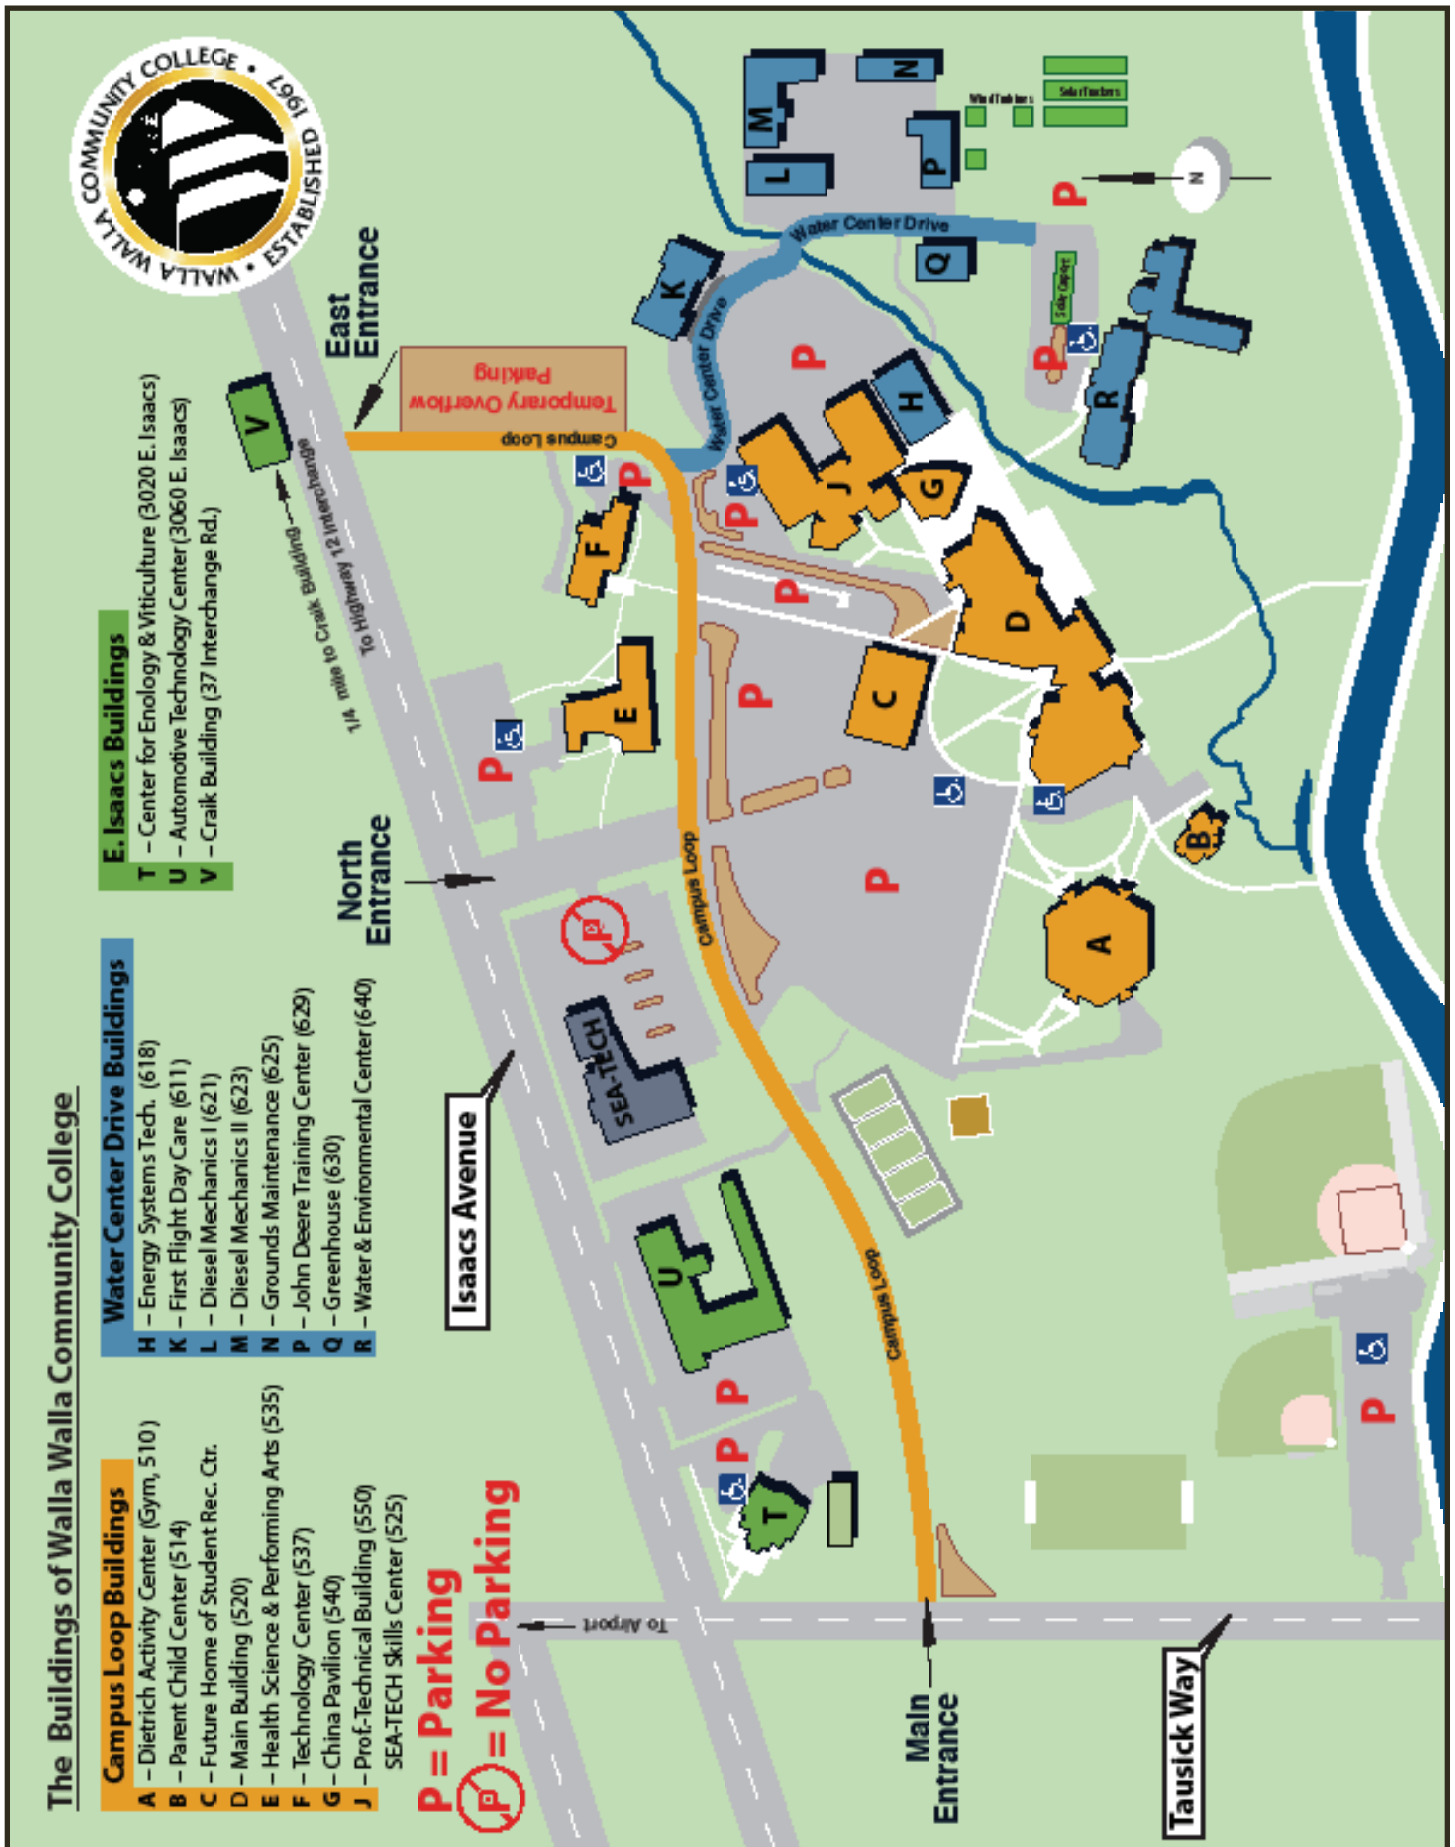 The Buildings of Walla Walla Community College
Campus Loop Buildings
A – Dietrich Activity Center (Gym, 510)
B – Parent Child Center (514)
C – Future Home of Student Rec. Ctr.
D – Main Building (520)
E – Health Science & Performing Arts (535)
F – Technology Center (537)
G – China Pavilion (540)
J – Prof.-Technical Building (550)
SEA-TECH Skills Center (525)
P = Parking
P = No Parking
Water Center Drive Buildings
H – Energy Systems Tech. (618)
K – First Flight Day Care (611)
L – Diesel Mechanics I (621)
M – Diesel Mechanics II (623)
N – Grounds Maintenance (625)
P – John Deere Training Center (629)
Q – Greenhouse (630)
R – Water & Environmental Center (640)
E. Isaacs Buildings
T – Center for Enology & Viticulture (3020 E. Isaacs)
U – Automotive Technology Center (3060 E. Isaacs)
V – Craik Building (37 Interchange Rd.)
WALLA WALLA COMMUNITY COLLEGE •
• ESTABLISHED 1967
East
Entrance
V
1/4 mile to Craik Building
To Highway 12 Interchange
Temporary Overflow
Parking
Campus Loop
North
Entrance
Isaacs Avenue
SEA-TECH
P
P
P
F
E
K
Water Center Drive
Water Center Drive
Water Center Drive
M
N
L
P
Q
Wind Turbines
Solar Trackers
Solar Carport
N
P
P
R
P
H
J
G
P
P
P
C
D
P
B
A
Campus Loop
U
P
P
T
Campus Loop
To Airport
Main
Entrance
Tausick Way
P